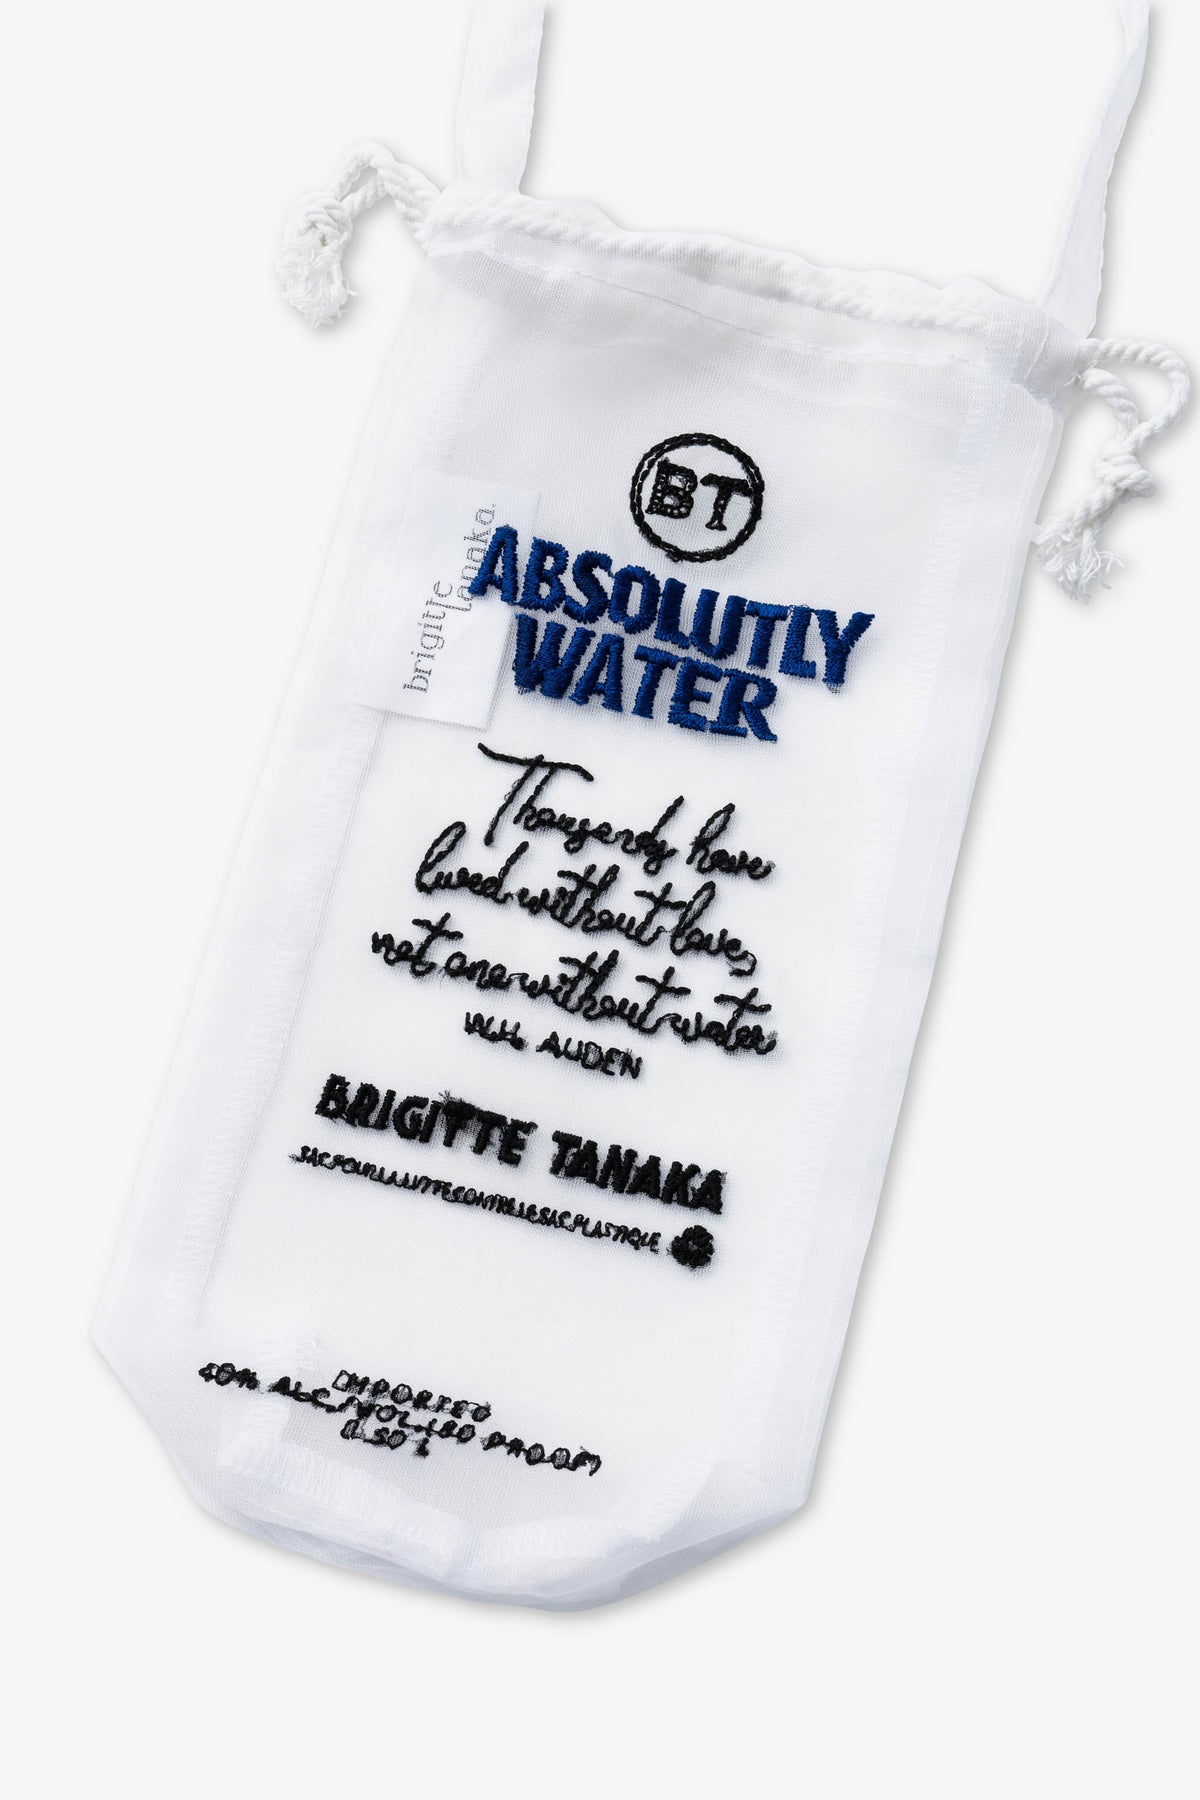 BT
brigitte
tanaka.
ABSOLUTLY
WATER
Thousands have
lived without love,
not one without water
W.H. AUDEN
BRIGITTE TANAKA
SAC POUR LA LUTTE CONTRE LE SAC PLASTIQUE
IMPORTED
40% ALC./VOL. (80 PROOF)
0.50 L